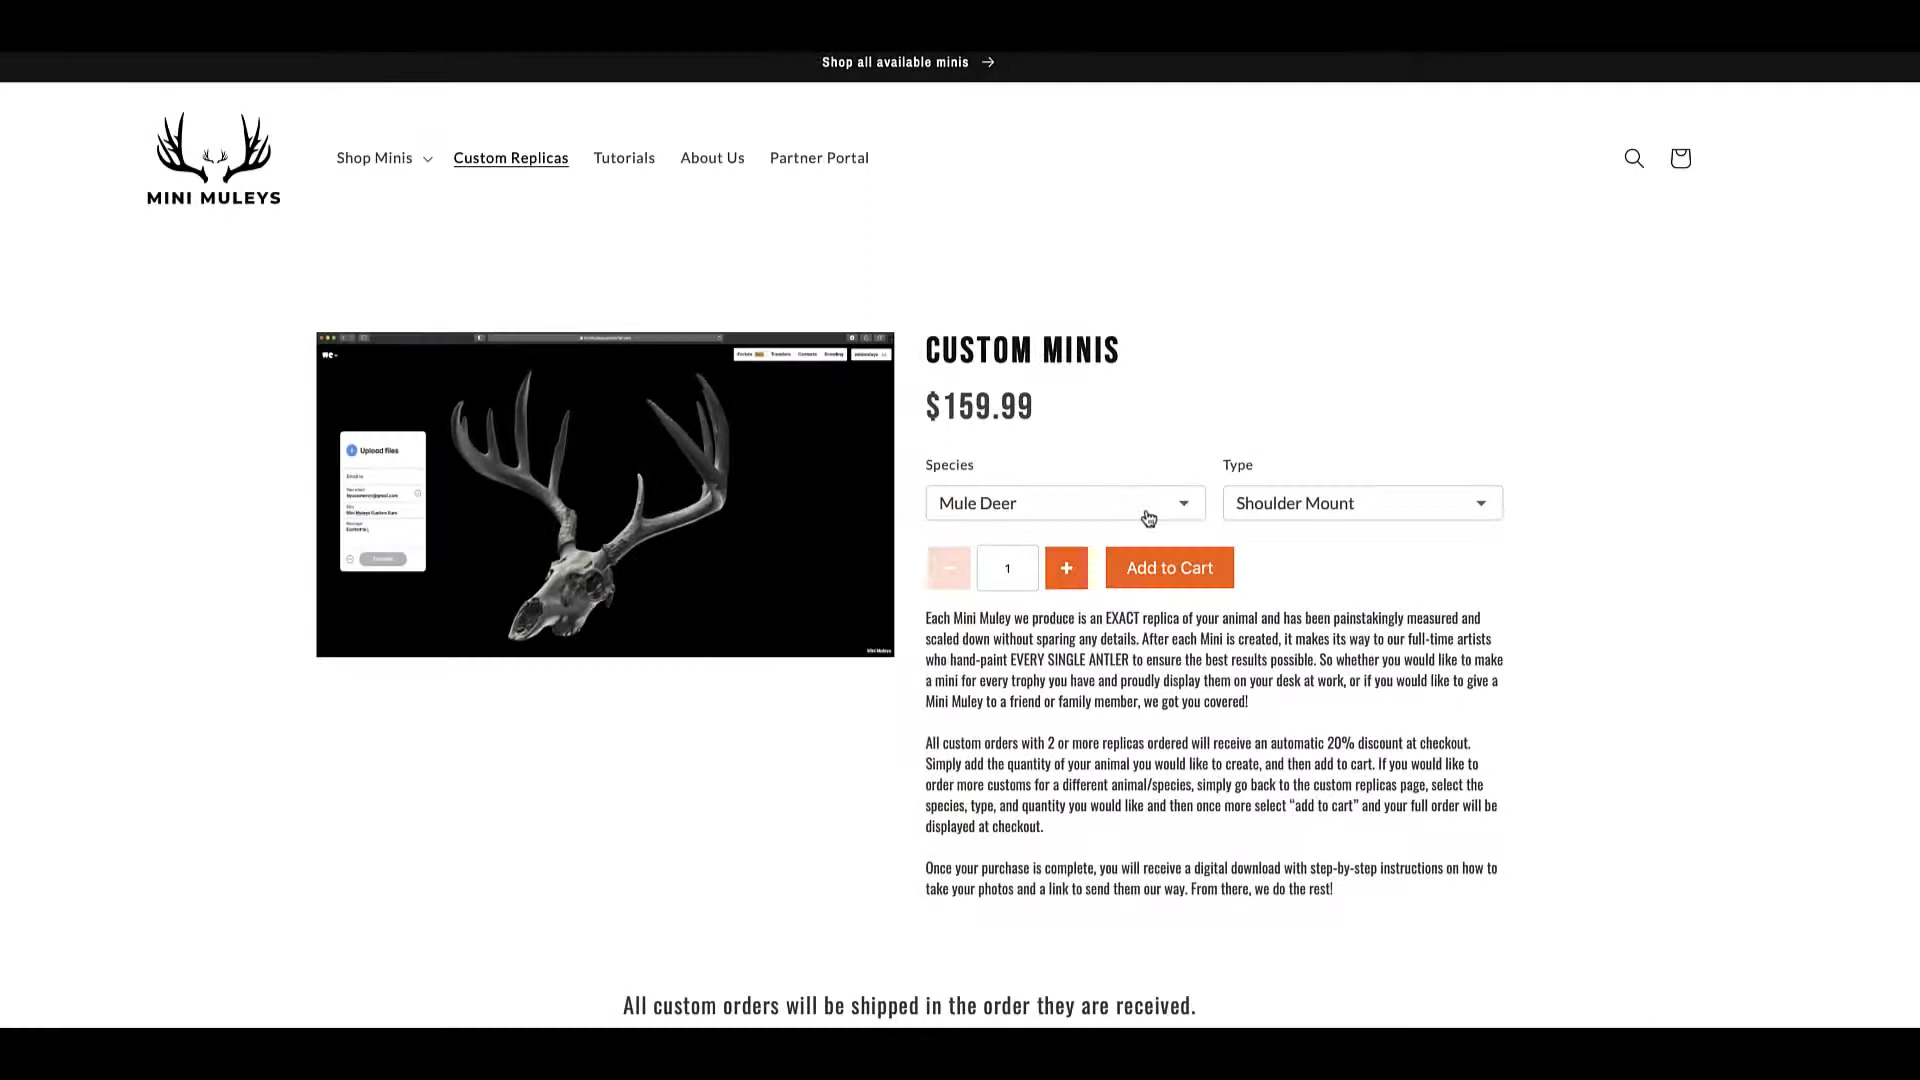 Shop all available minis →
MINI MULEYS
Shop Minis
Custom Replicas
Tutorials
About Us
Partner Portal
Upload files
Mini Muleys
CUSTOM MINIS
$159.99
Species
Type
Mule Deer
Shoulder Mount
−
1
+
Add to Cart
Each Mini Muley we produce is an EXACT replica of your animal and has been painstakingly measured and
scaled down without sparing any details. After each Mini is created, it makes its way to our full-time artists
who hand-paint EVERY SINGLE ANTLER to ensure the best results possible. So whether you would like to make
a mini for every trophy you have and proudly display them on your desk at work, or if you would like to give a
Mini Muley to a friend or family member, we got you covered!
All custom orders with 2 or more replicas ordered will receive an automatic 20% discount at checkout.
Simply add the quantity of your animal you would like to create, and then add to cart. If you would like to
order more customs for a different animal/species, simply go back to the custom replicas page, select the
species, type, and quantity you would like and then once more select “add to cart” and your full order will be
displayed at checkout.
Once your purchase is complete, you will receive a digital download with step-by-step instructions on how to
take your photos and a link to send them our way. From there, we do the rest!
All custom orders will be shipped in the order they are received.